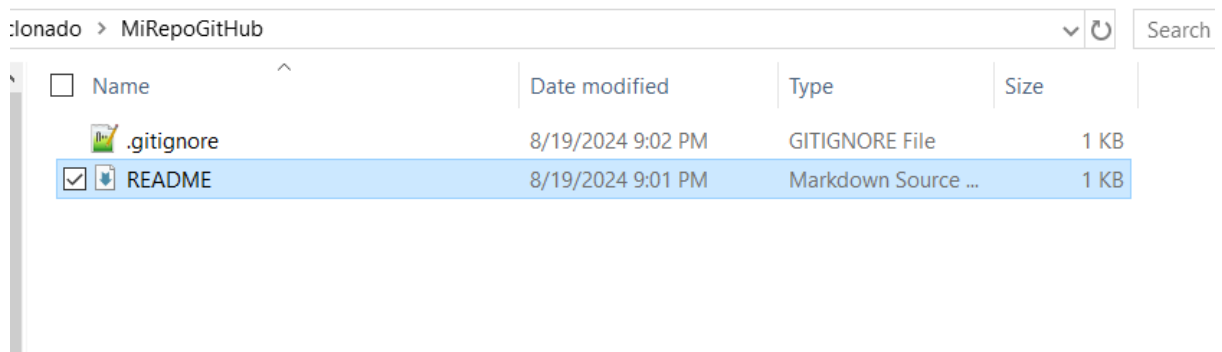 clonado > MiRepoGitHub Search
Name Date modified Type Size
.gitignore 8/19/2024 9:02 PM GITIGNORE File 1 KB
README 8/19/2024 9:01 PM Markdown Source ... 1 KB